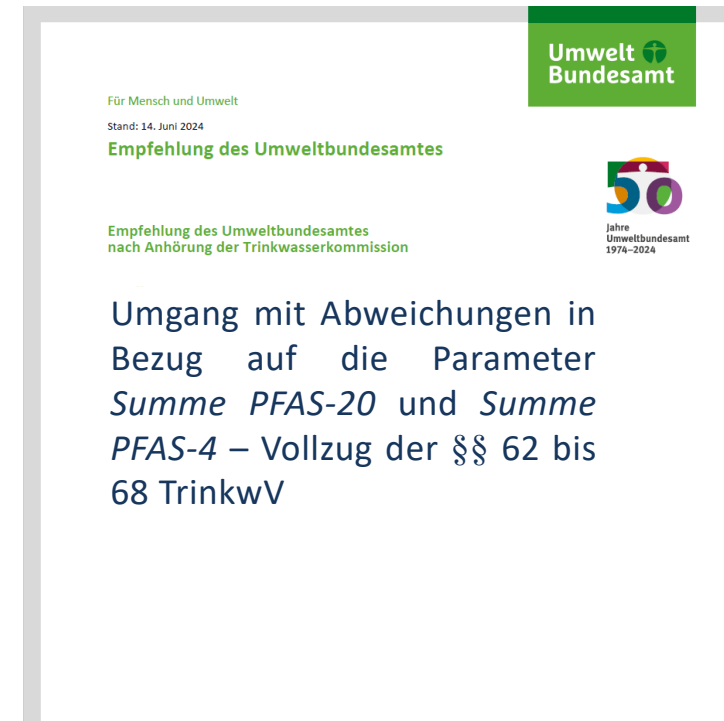 Umwelt
Bundesamt
Für Mensch und Umwelt
Stand: 14. Juni 2024
Empfehlung des Umweltbundesamtes
50
Jahre
Umweltbundesamt
1974–2024
Empfehlung des Umweltbundesamtes
nach Anhörung der Trinkwasserkommission
Umgang mit Abweichungen in
Bezug auf die Parameter
Summe PFAS-20 und Summe
PFAS-4 – Vollzug der §§ 62 bis
68 TrinkwV